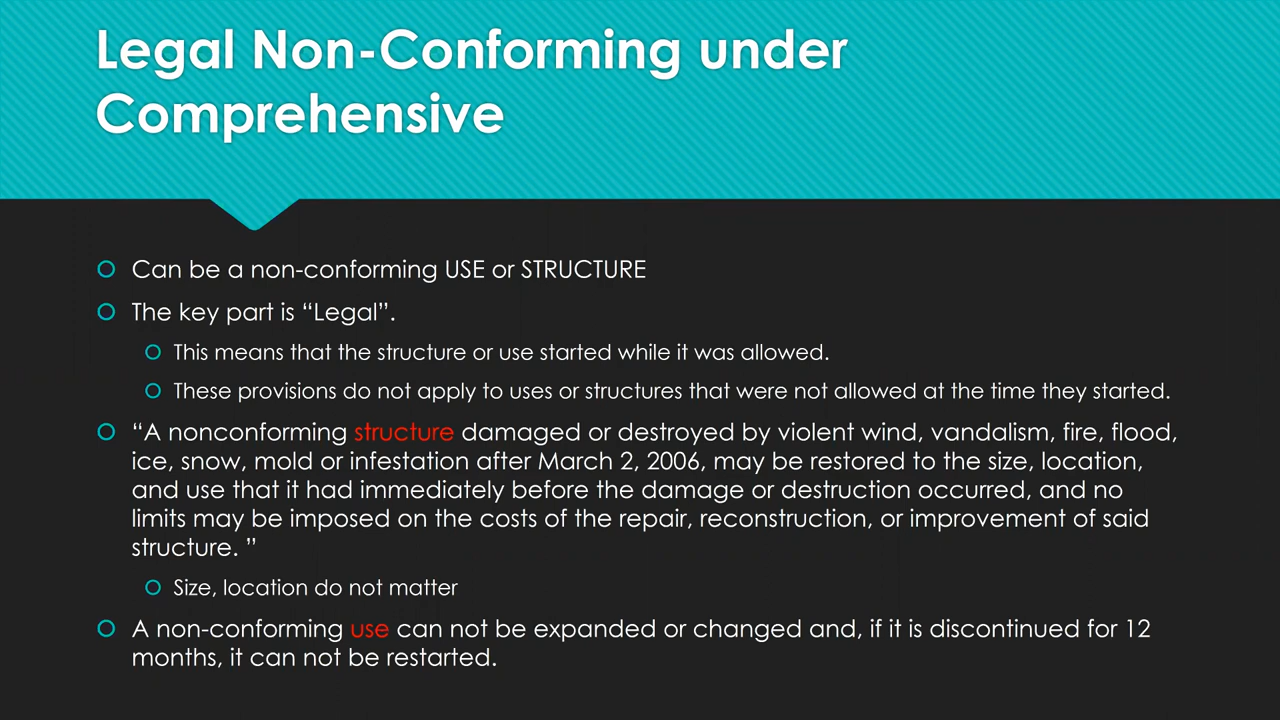 Legal Non-Conforming under
Comprehensive
Can be a non-conforming USE or STRUCTURE
The key part is “Legal”.
This means that the structure or use started while it was allowed.
These provisions do not apply to uses or structures that were not allowed at the time they started.
“A nonconforming structure damaged or destroyed by violent wind, vandalism, fire, flood,
ice, snow, mold or infestation after March 2, 2006, may be restored to the size, location,
and use that it had immediately before the damage or destruction occurred, and no
limits may be imposed on the costs of the repair, reconstruction, or improvement of said
structure. ”
Size, location do not matter
A non-conforming use can not be expanded or changed and, if it is discontinued for 12
months, it can not be restarted.